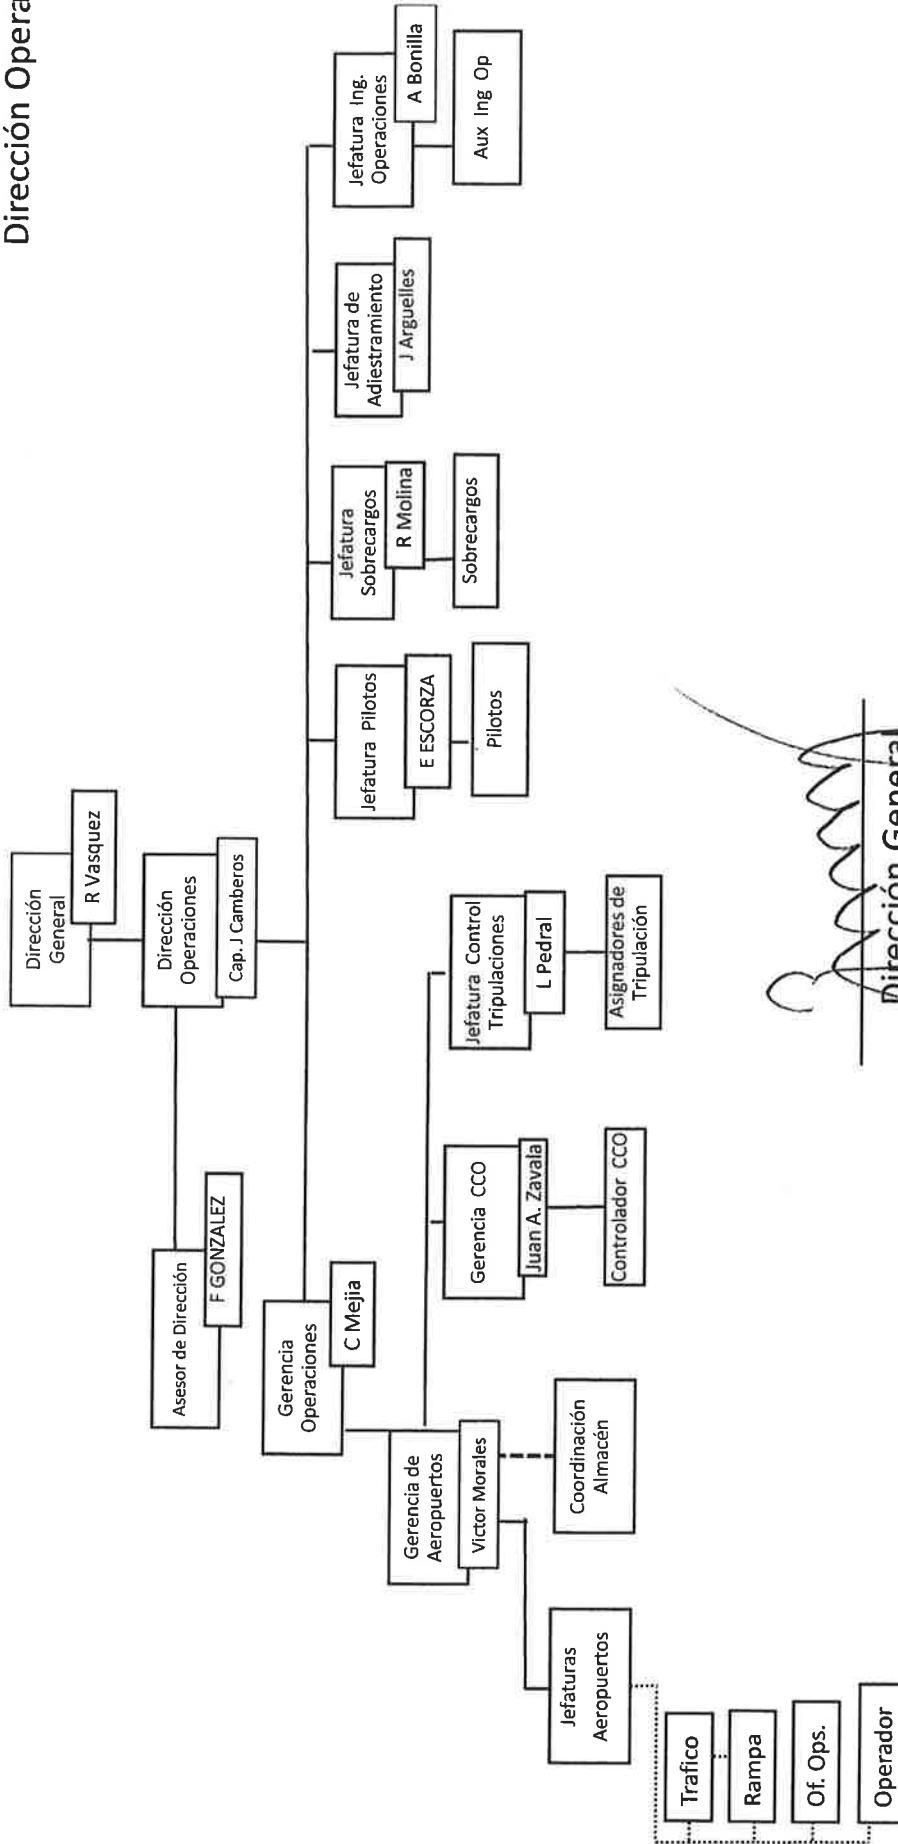 Dirección Opera
Dirección
General
R Vasquez
Dirección
Operaciones
Cap. J Camberos
Asesor de Dirección
F GONZALEZ
Gerencia
Operaciones
C Mejia
Jefatura Pilotos
E ESCORZA
Pilotos
Jefatura
Sobrecargos
R Molina
Sobrecargos
Jefatura de
Adiestramiento
J Arguelles
Jefatura Ing.
Operaciones
A Bonilla
Aux Ing Op
Gerencia de
Aeropuertos
Victor Morales
Gerencia CCO
Juan A. Zavala
Controlador CCO
Jefatura Control
Tripulaciones
L Pedral
Asignadores de
Tripulación
Coordinación
Almacén
Jefaturas
Aeropuertos
Trafico
Rampa
Of. Ops.
Operador
Dirección General